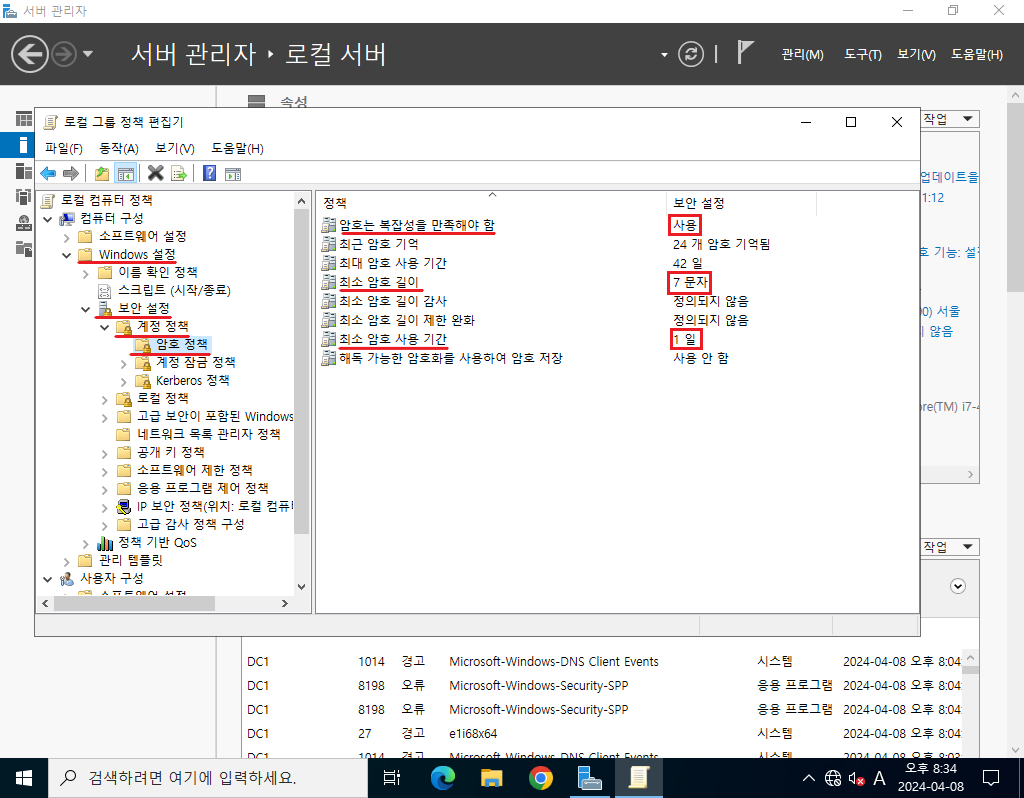 서버 관리자
서버 관리자 ‣ 로컬 서버
관리(M) 도구(T) 보기(V) 도움말(H)
속성
작업
로컬 그룹 정책 편집기
파일(F) 동작(A) 보기(V) 도움말(H)
로컬 컴퓨터 정책
컴퓨터 구성
소프트웨어 설정
Windows 설정
이름 확인 정책
스크립트 (시작/종료)
보안 설정
계정 정책
암호 정책
계정 잠금 정책
Kerberos 정책
로컬 정책
고급 보안이 포함된 Windows
네트워크 목록 관리자 정책
공개 키 정책
소프트웨어 제한 정책
응용 프로그램 제어 정책
IP 보안 정책(위치: 로컬 컴퓨터
고급 감사 정책 구성
정책 기반 QoS
관리 템플릿
사용자 구성
소프트웨어 설정
정책 보안 설정
암호는 복잡성을 만족해야 함 사용
최근 암호 기억 24 개 암호 기억됨
최대 암호 사용 기간 42 일
최소 암호 길이 7 문자
최소 암호 길이 감사 정의되지 않음
최소 암호 길이 제한 완화 정의되지 않음
최소 암호 사용 기간 1 일
해독 가능한 암호화를 사용하여 암호 저장 사용 안 함
업데이트을
1:12
호 기능: 설정
00) 서울
지 않음
ore(TM) i7-4
작업
DC1 1014 경고 Microsoft-Windows-DNS Client Events 시스템 2024-04-08 오후 8:04:
DC1 8198 오류 Microsoft-Windows-Security-SPP 응용 프로그램 2024-04-08 오후 8:04:
DC1 8198 오류 Microsoft-Windows-Security-SPP 응용 프로그램 2024-04-08 오후 8:04:
DC1 27 경고 e1i68x64 시스템 2024-04-08 오후 8:04:
DC1 1014 경고 Microsoft-Windows-DNS Client Events 시스템 2024-04-08 오후 8:03:
검색하려면 여기에 입력하세요.
A
오후 8:34
2024-04-08